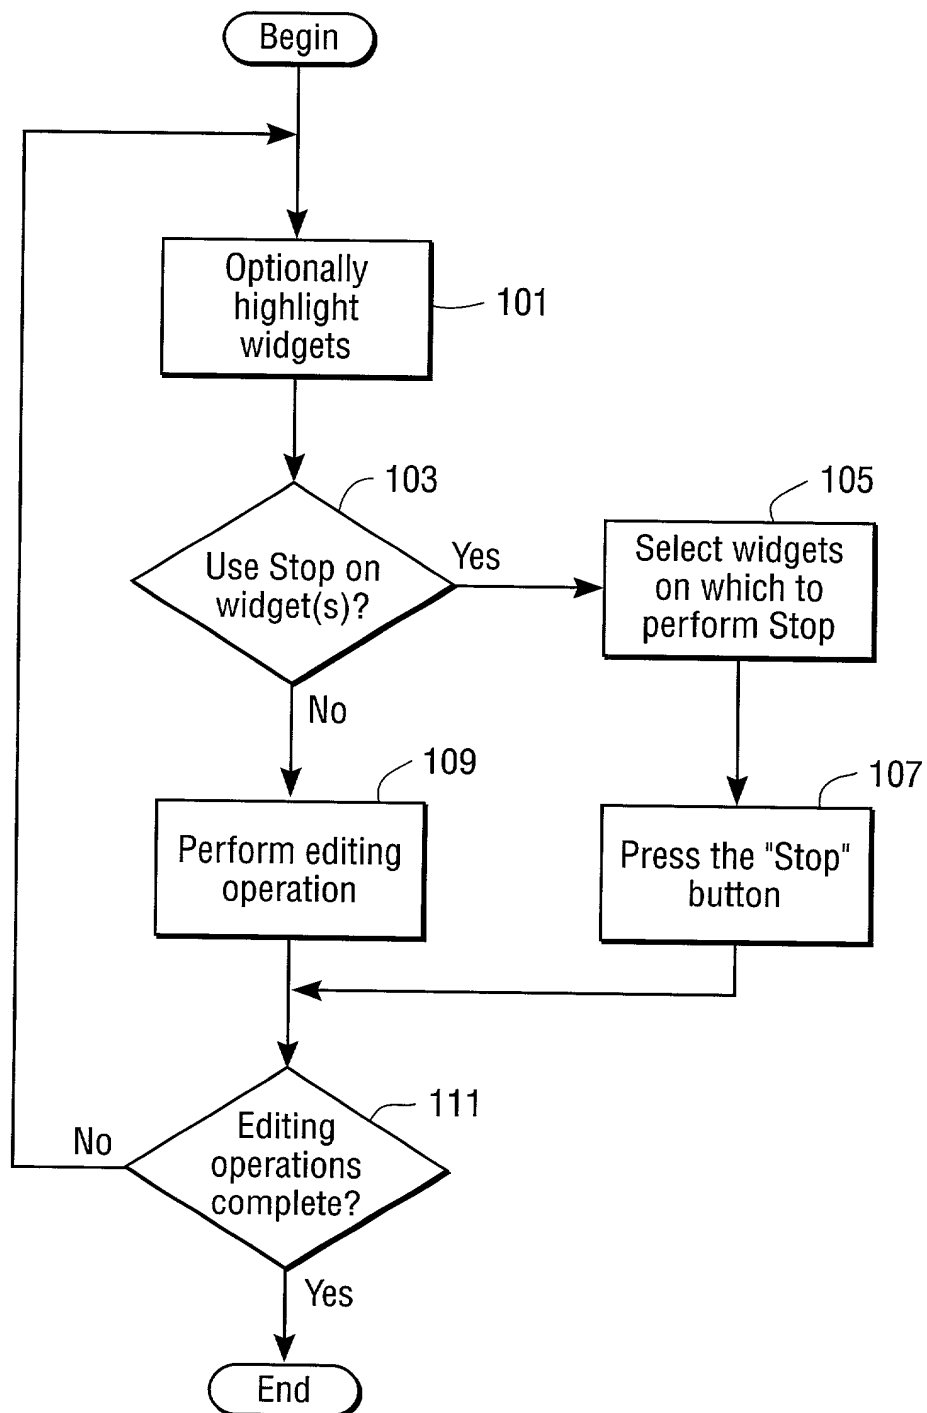 Begin
Optionally
highlight
widgets
101
103
Use Stop on
widget(s)?
Yes
105
Select widgets
on which to
perform Stop
No
109
Perform editing
operation
107
Press the "Stop"
button
111
Editing
operations
complete?
No
Yes
End